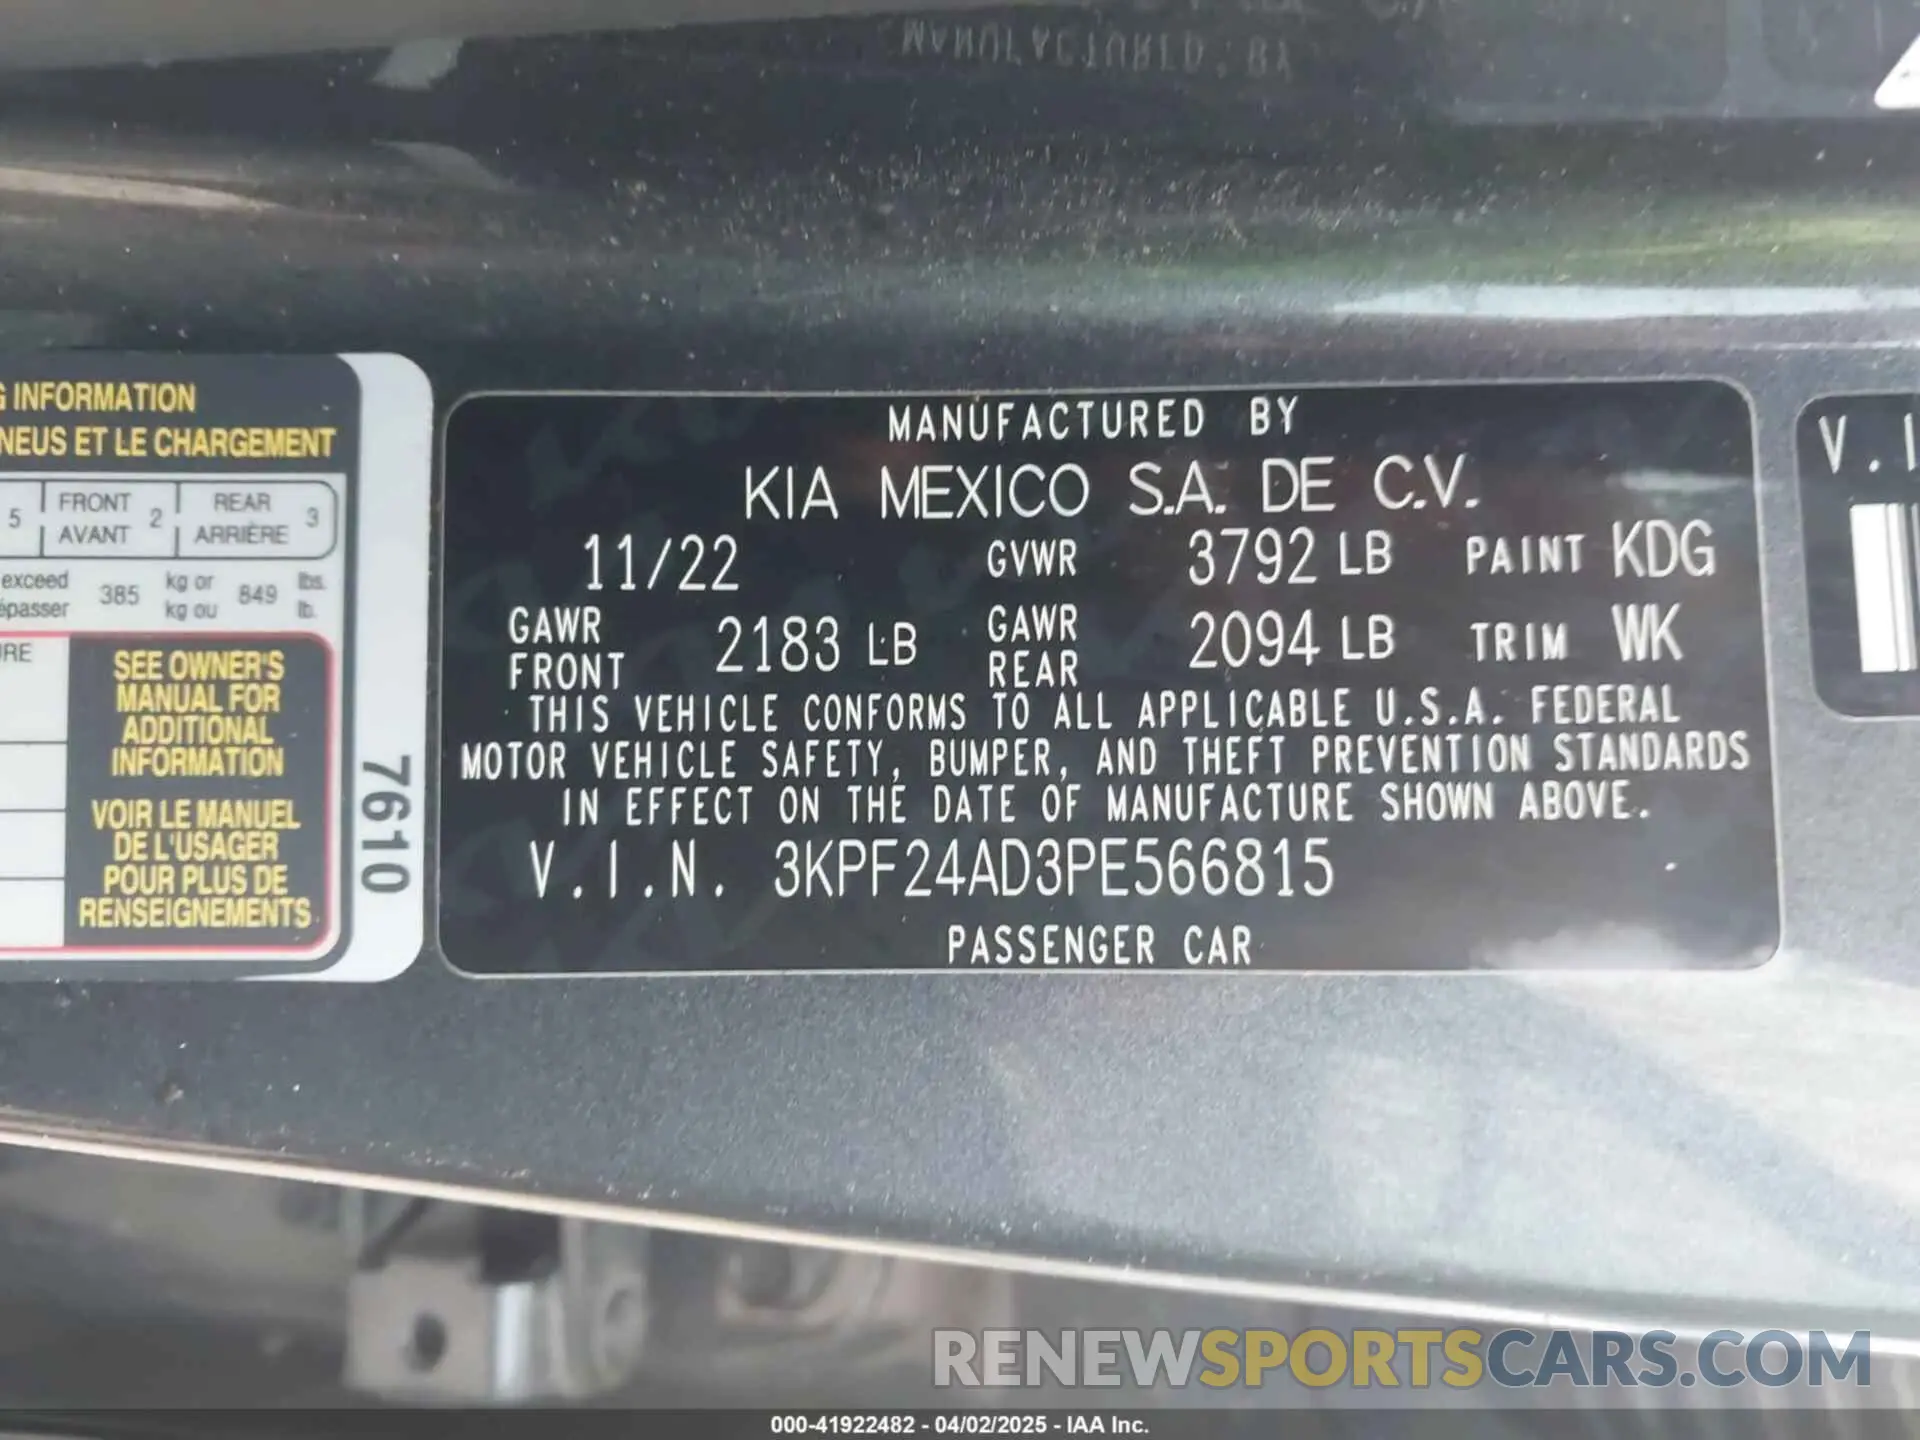 MANUFACTURED BY
G INFORMATION
NEUS ET LE CHARGEMENT
5 FRONT AVANT 2 REAR ARRIÈRE 3
exceed 385 kg or 849 lbs.
épasser kg ou lb.
URE
SEE OWNER'S
MANUAL FOR
ADDITIONAL
INFORMATION
VOIR LE MANUEL
DE L'USAGER
POUR PLUS DE
RENSEIGNEMENTS
7610
MANUFACTURED BY
KIA MEXICO S.A. DE C.V.
11/22 GVWR 3792 LB PAINT KDG
GAWR FRONT 2183 LB GAWR REAR 2094 LB TRIM WK
THIS VEHICLE CONFORMS TO ALL APPLICABLE U.S.A. FEDERAL
MOTOR VEHICLE SAFETY, BUMPER, AND THEFT PREVENTION STANDARDS
IN EFFECT ON THE DATE OF MANUFACTURE SHOWN ABOVE.
V.I.N. 3KPF24AD3PE566815
PASSENGER CAR
V.I
RENEWSPORTSCARS.COM
000-41922482 - 04/02/2025 - IAA Inc.